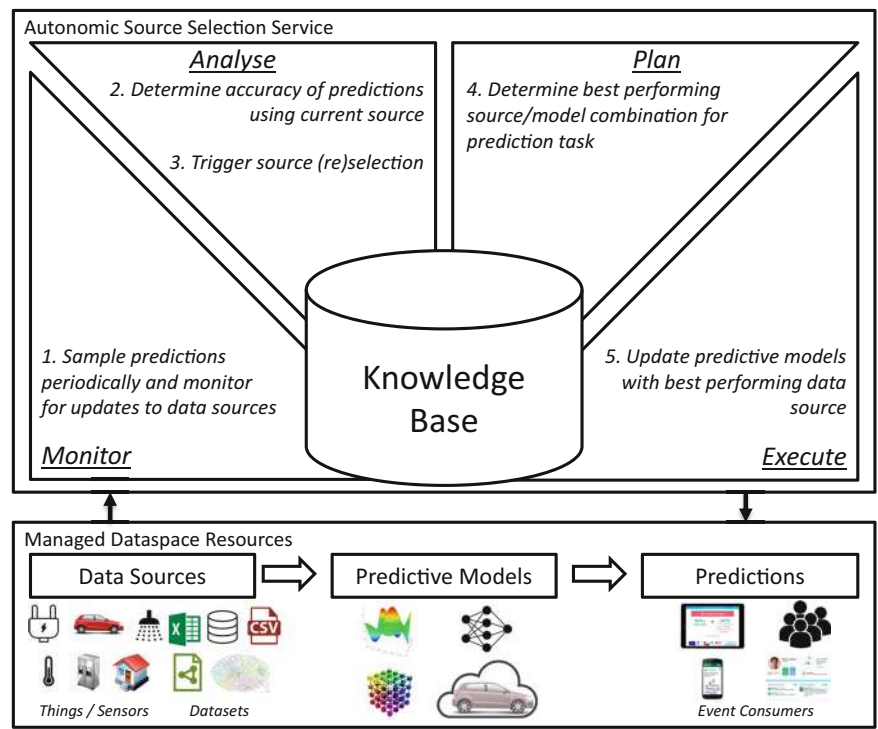 Autonomic Source Selection Service
Analyse
2. Determine accuracy of predictions
using current source
3. Trigger source (re)selection
Plan
4. Determine best performing
source/model combination for
prediction task
1. Sample predictions
periodically and monitor
for updates to data sources
Monitor
Knowledge
Base
5. Update predictive models
with best performing data
source
Execute
Managed Dataspace Resources
Data Sources
Predictive Models
Predictions
X
CSV
Things / Sensors
Datasets
Event Consumers